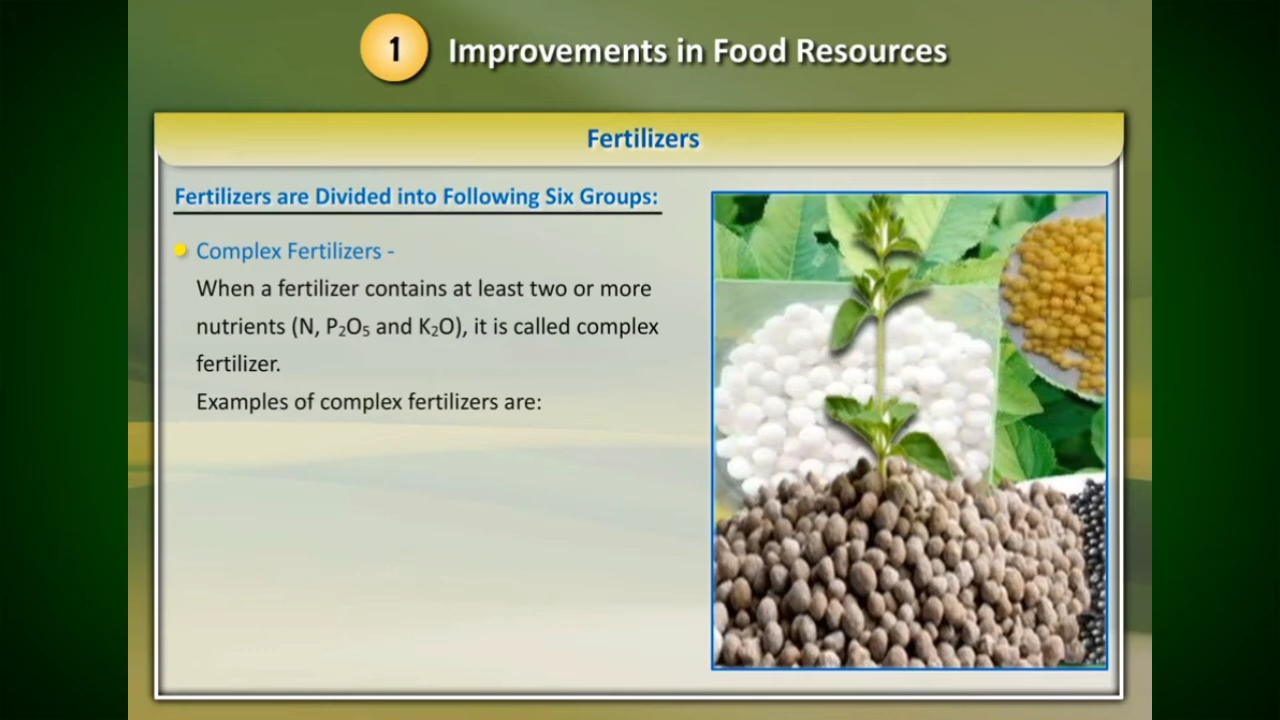 1 Improvements in Food Resources
Fertilizers
Fertilizers are Divided into Following Six Groups:
Complex Fertilizers -
When a fertilizer contains at least two or more
nutrients (N, P₂O₅ and K₂O), it is called complex
fertilizer.
Examples of complex fertilizers are: